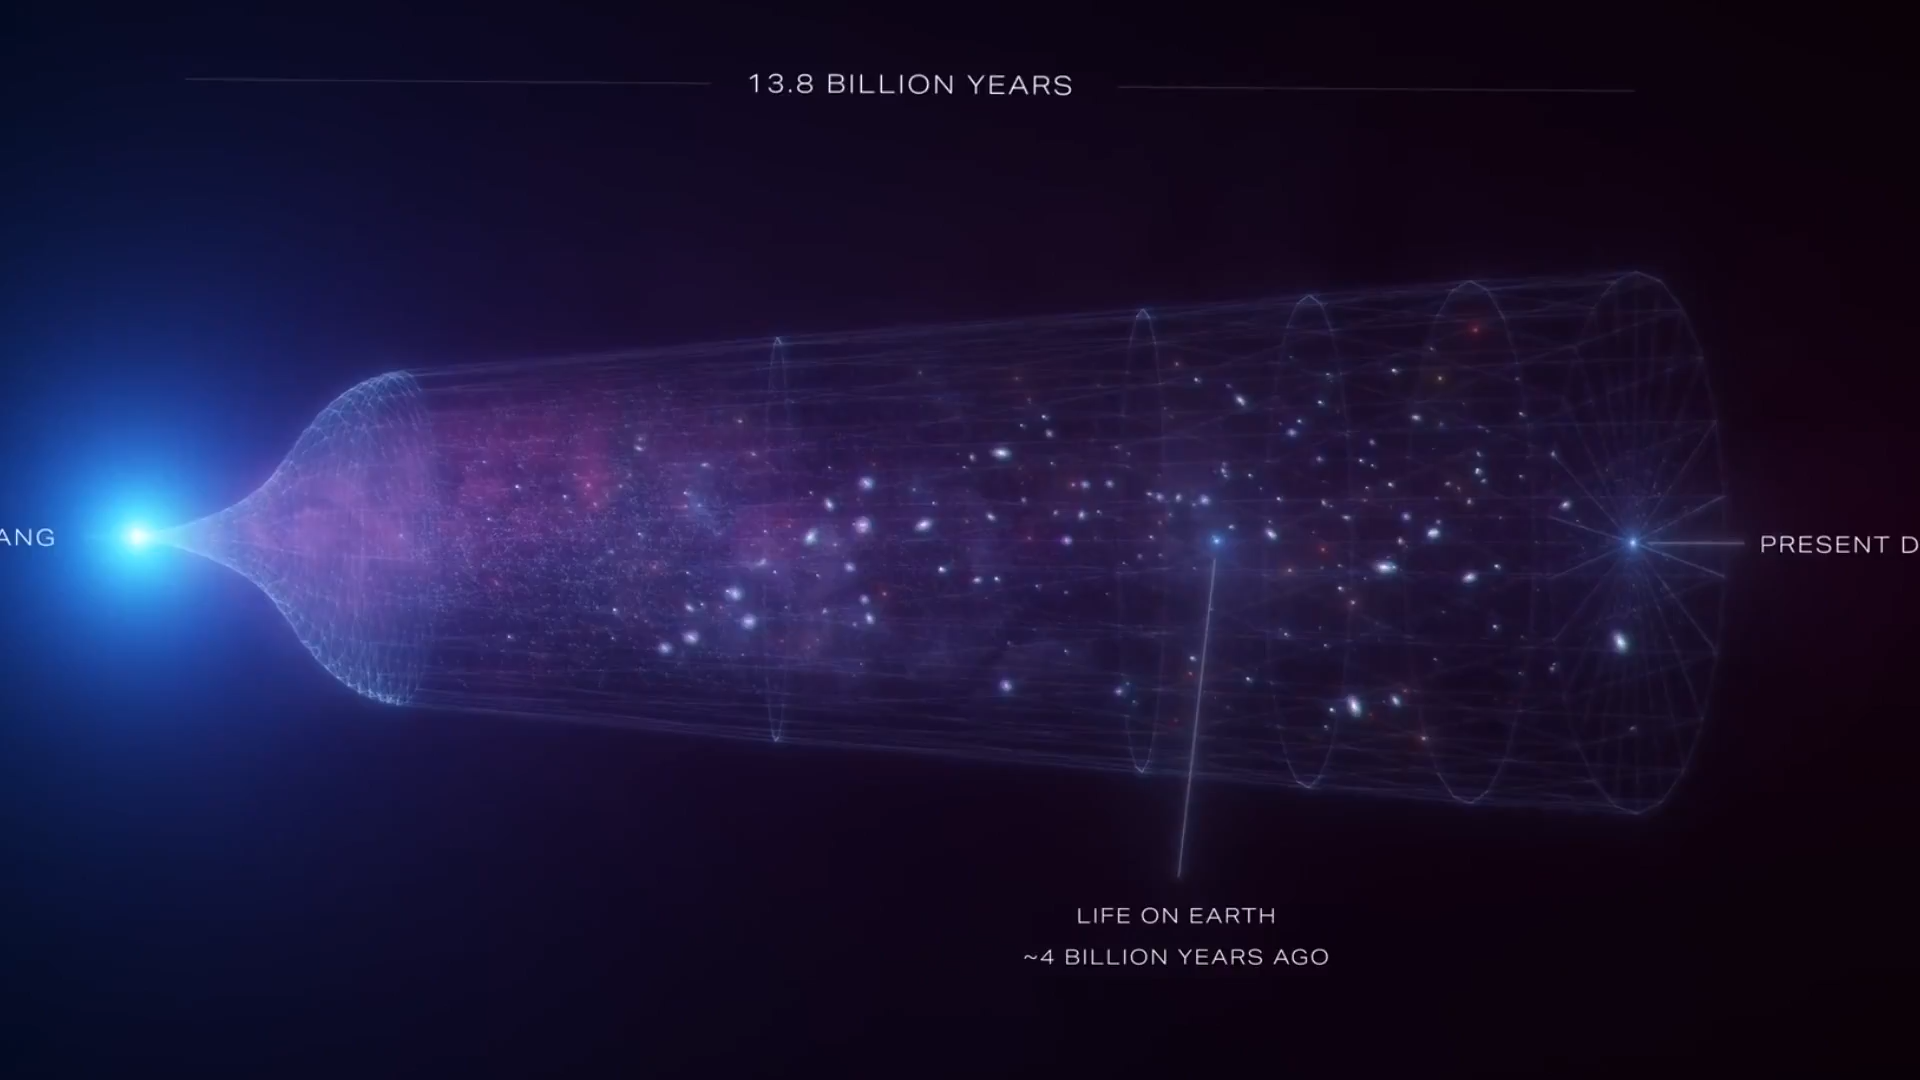 13.8 BILLION YEARS
ANG
PRESENT D
LIFE ON EARTH
~4 BILLION YEARS AGO